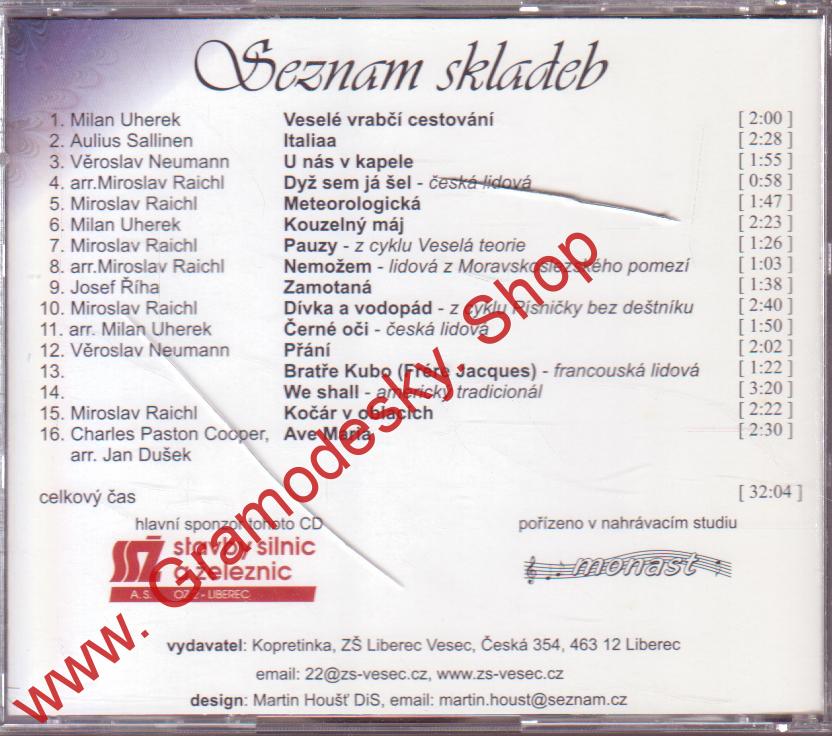 Seznam skladeb
1. Milan Uherek Veselé vrabčí cestování [ 2:00 ]
2. Aulius Sallinen Italiaa [ 2:28 ]
3. Věroslav Neumann U nás v kapele [ 1:55 ]
4. arr.Miroslav Raichl Dyž sem já šel - česká lidová [ 0:58 ]
5. Miroslav Raichl Meteorologická [ 1:47 ]
6. Milan Uherek Kouzelný máj [ 2:23 ]
7. Miroslav Raichl Pauzy - z cyklu Veselá teorie [ 1:26 ]
8. arr.Miroslav Raichl Nemožem - lidová z Moravskoslezského pomezí [ 1:03 ]
9. Josef Říha Zamotaná [ 1:38 ]
10. Miroslav Raichl Dívka a vodopád - z cyklu Písničky bez deštníku [ 2:40 ]
11. arr. Milan Uherek Černé oči - česká lidová [ 1:50 ]
12. Věroslav Neumann Přání [ 2:02 ]
13. Bratře Kubo (Frére Jacques) - francouská lidová [ 1:22 ]
14. We shall - americký tradicionál [ 3:20 ]
15. Miroslav Raichl Kočár v oblacích [ 2:22 ]
16. Charles Paston Cooper, Ave Maria [ 2:30 ]
arr. Jan Dušek
celkový čas [ 32:04 ]
hlavní sponzor tohoto CD
pořízeno v nahrávacím studiu
SSŽ stavby silnic
a železnic
A. S. OZ 2 - LIBEREC
monast
vydavatel: Kopretinka, ZŠ Liberec Vesec, Česká 354, 463 12 Liberec
email: 22@zs-vesec.cz, www.zs-vesec.cz
design: Martin Houšť DiS, email: martin.houst@seznam.cz
www. Gramodesky. Shop